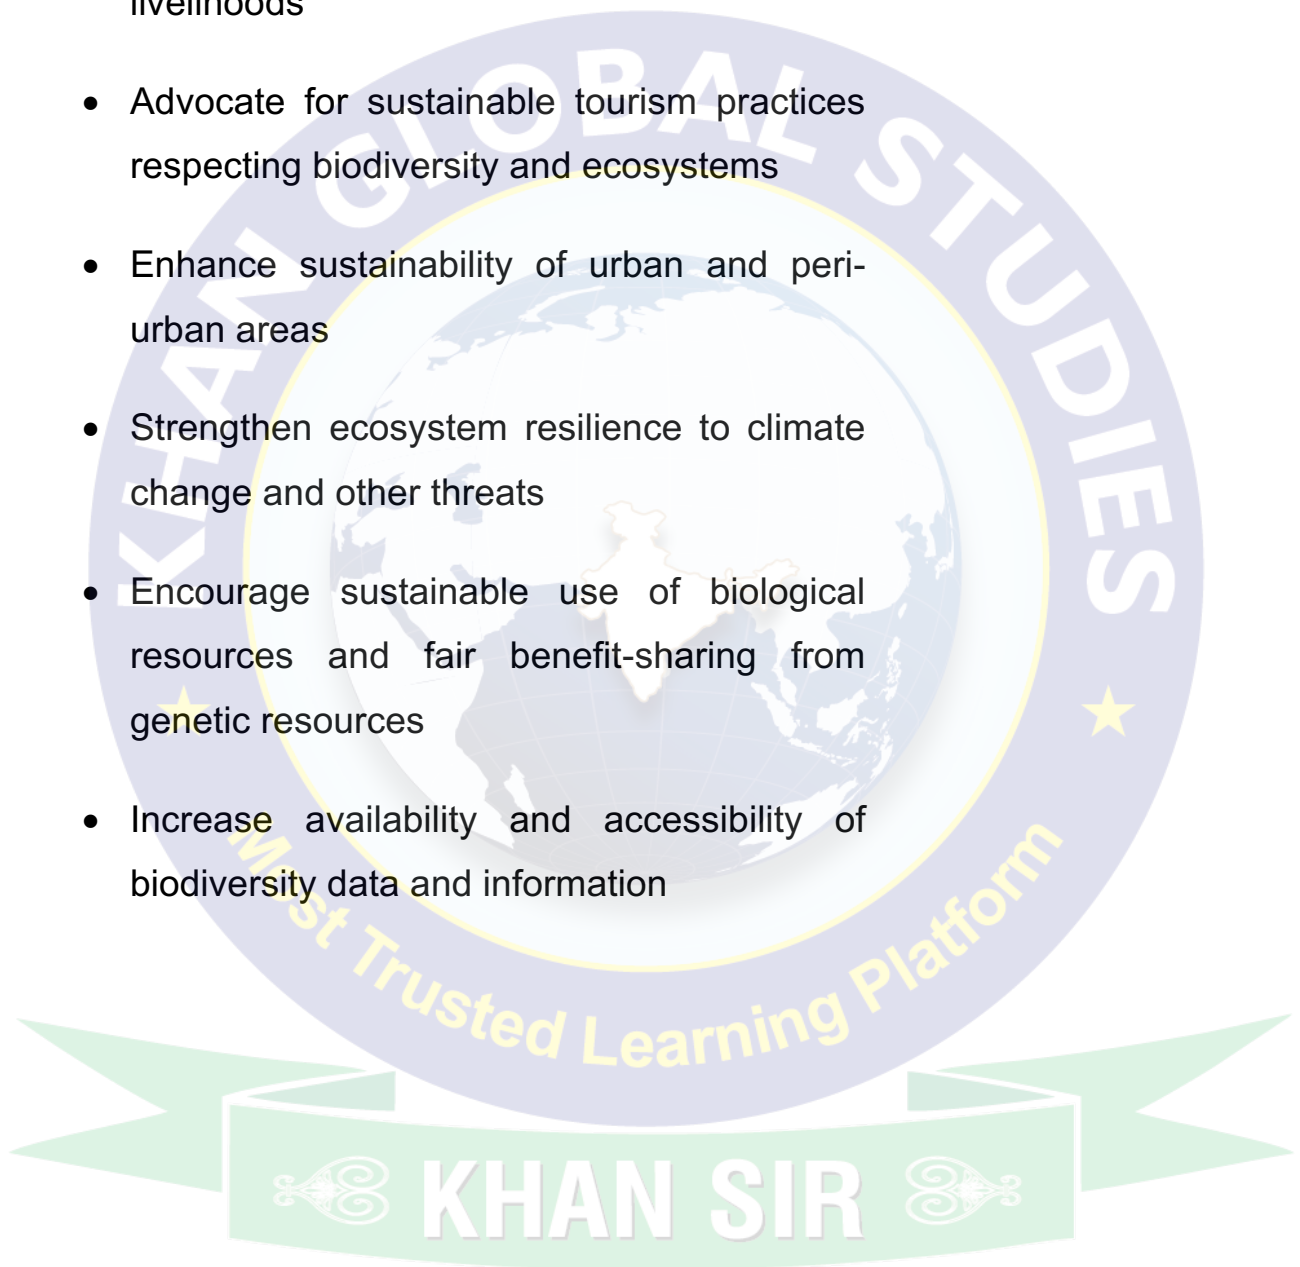 livelihoods
• Advocate for sustainable tourism practices
respecting biodiversity and ecosystems
• Enhance sustainability of urban and peri-
urban areas
• Strengthen ecosystem resilience to climate
change and other threats
• Encourage sustainable use of biological
resources and fair benefit-sharing from
genetic resources
• Increase availability and accessibility of
biodiversity data and information
KHAN GLOBAL STUDIES
Most Trusted Learning Platform
KHAN SIR